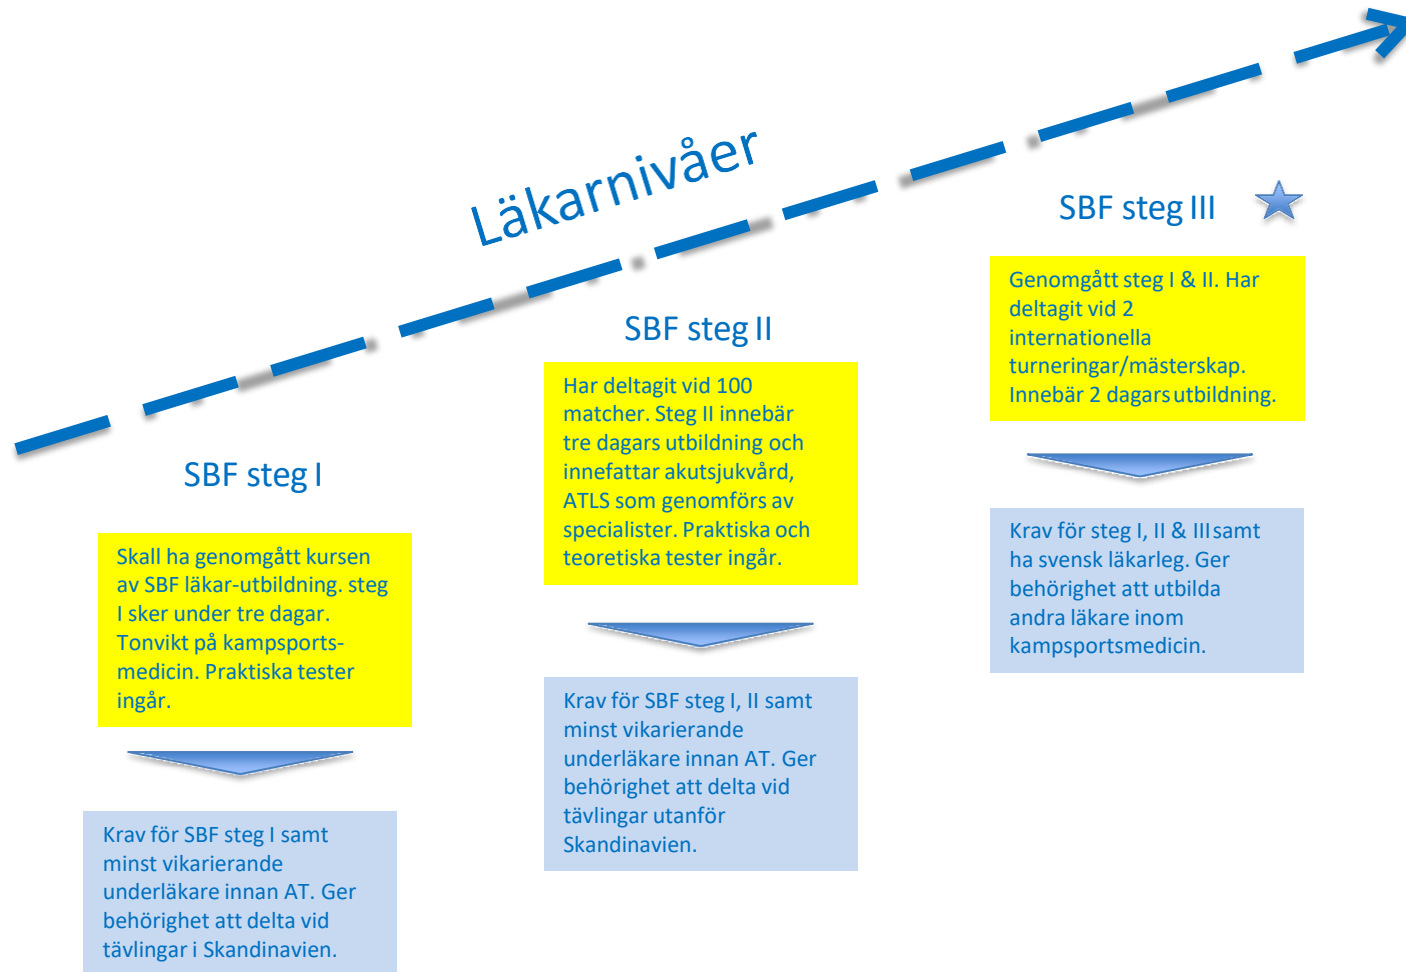 Läkarnivåer
SBF steg I
Skall ha genomgått kursen
av SBF läkar-utbildning. steg
I sker under tre dagar.
Tonvikt på kampsports-
medicin. Praktiska tester
ingår.
Krav för SBF steg I samt
minst vikarierande
underläkare innan AT. Ger
behörighet att delta vid
tävlingar i Skandinavien.
SBF steg II
Har deltagit vid 100
matcher. Steg II innebär
tre dagars utbildning och
innefattar akutsjukvård,
ATLS som genomförs av
specialister. Praktiska och
teoretiska tester ingår.
Krav för SBF steg I, II samt
minst vikarierande
underläkare innan AT. Ger
behörighet att delta vid
tävlingar utanför
Skandinavien.
SBF steg III
Genomgått steg I & II. Har
deltagit vid 2
internationella
turneringar/mästerskap.
Innebär 2 dagars utbildning.
Krav för steg I, II & III samt
ha svensk läkarleg. Ger
behörighet att utbilda
andra läkare inom
kampsportsmedicin.